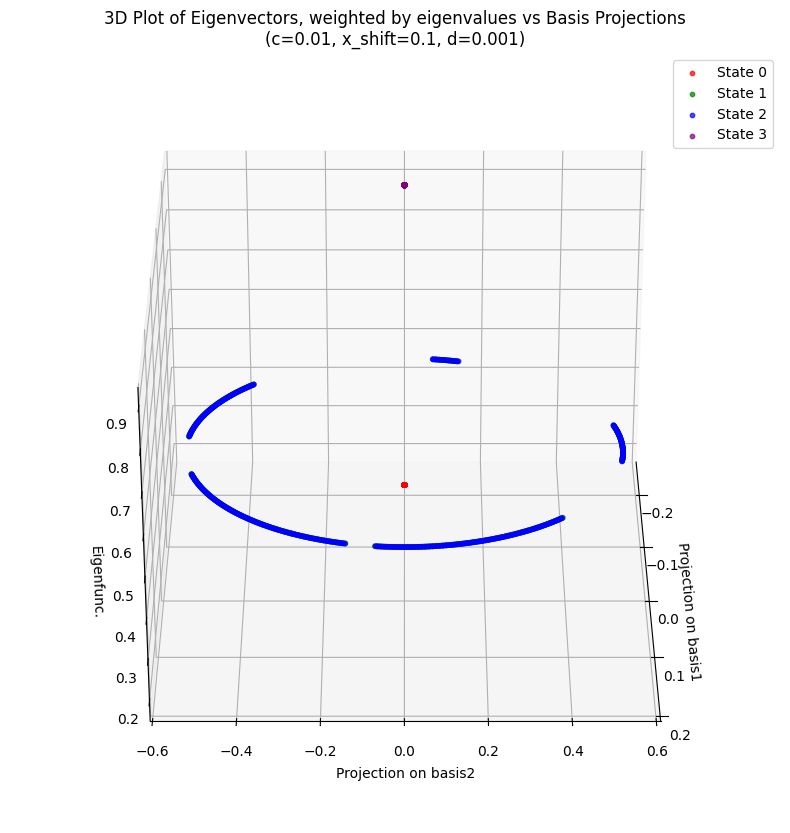 3D Plot of Eigenvectors, weighted by eigenvalues vs Basis Projections
(c=0.01, x_shift=0.1, d=0.001)
State 0
State 1
State 2
State 3
0.9
0.8
0.7
0.6
0.5
0.4
0.3
0.2
Eigenfunc.
−0.2
−0.1
0.0
0.1
0.2
Projection on basis1
−0.6
−0.4
−0.2
0.0
0.2
0.4
0.6
Projection on basis2